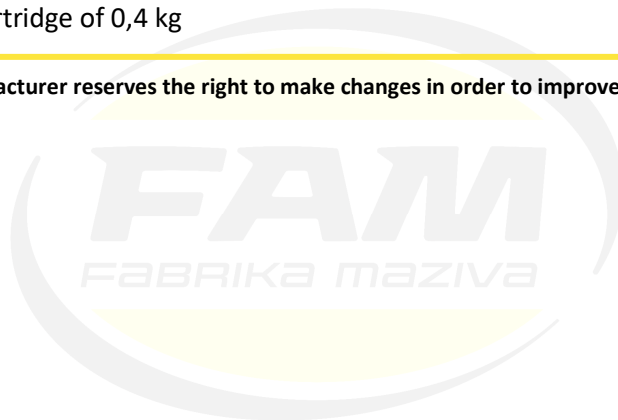 rtridge of 0,4 kg
acturer reserves the right to make changes in order to improve
FAM
FABRIKA MAZIVA